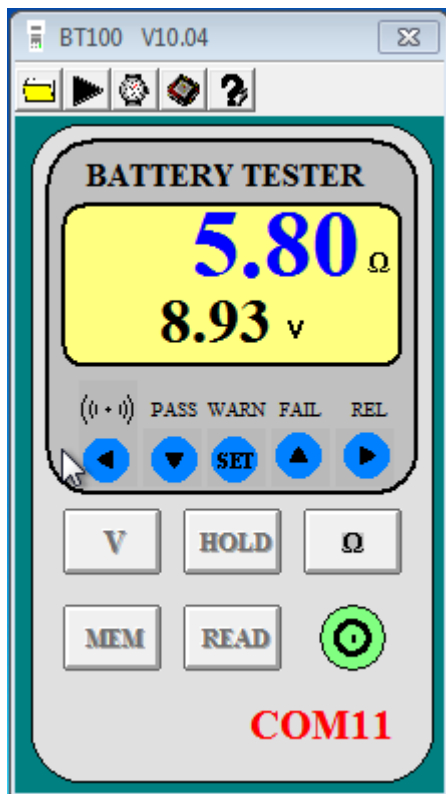 BT100 V10.04
BATTERY TESTER
5.80 Ω
8.93 V
((· + ·)) PASS WARN FAIL REL
SET
V HOLD Ω
MEM READ
COM11